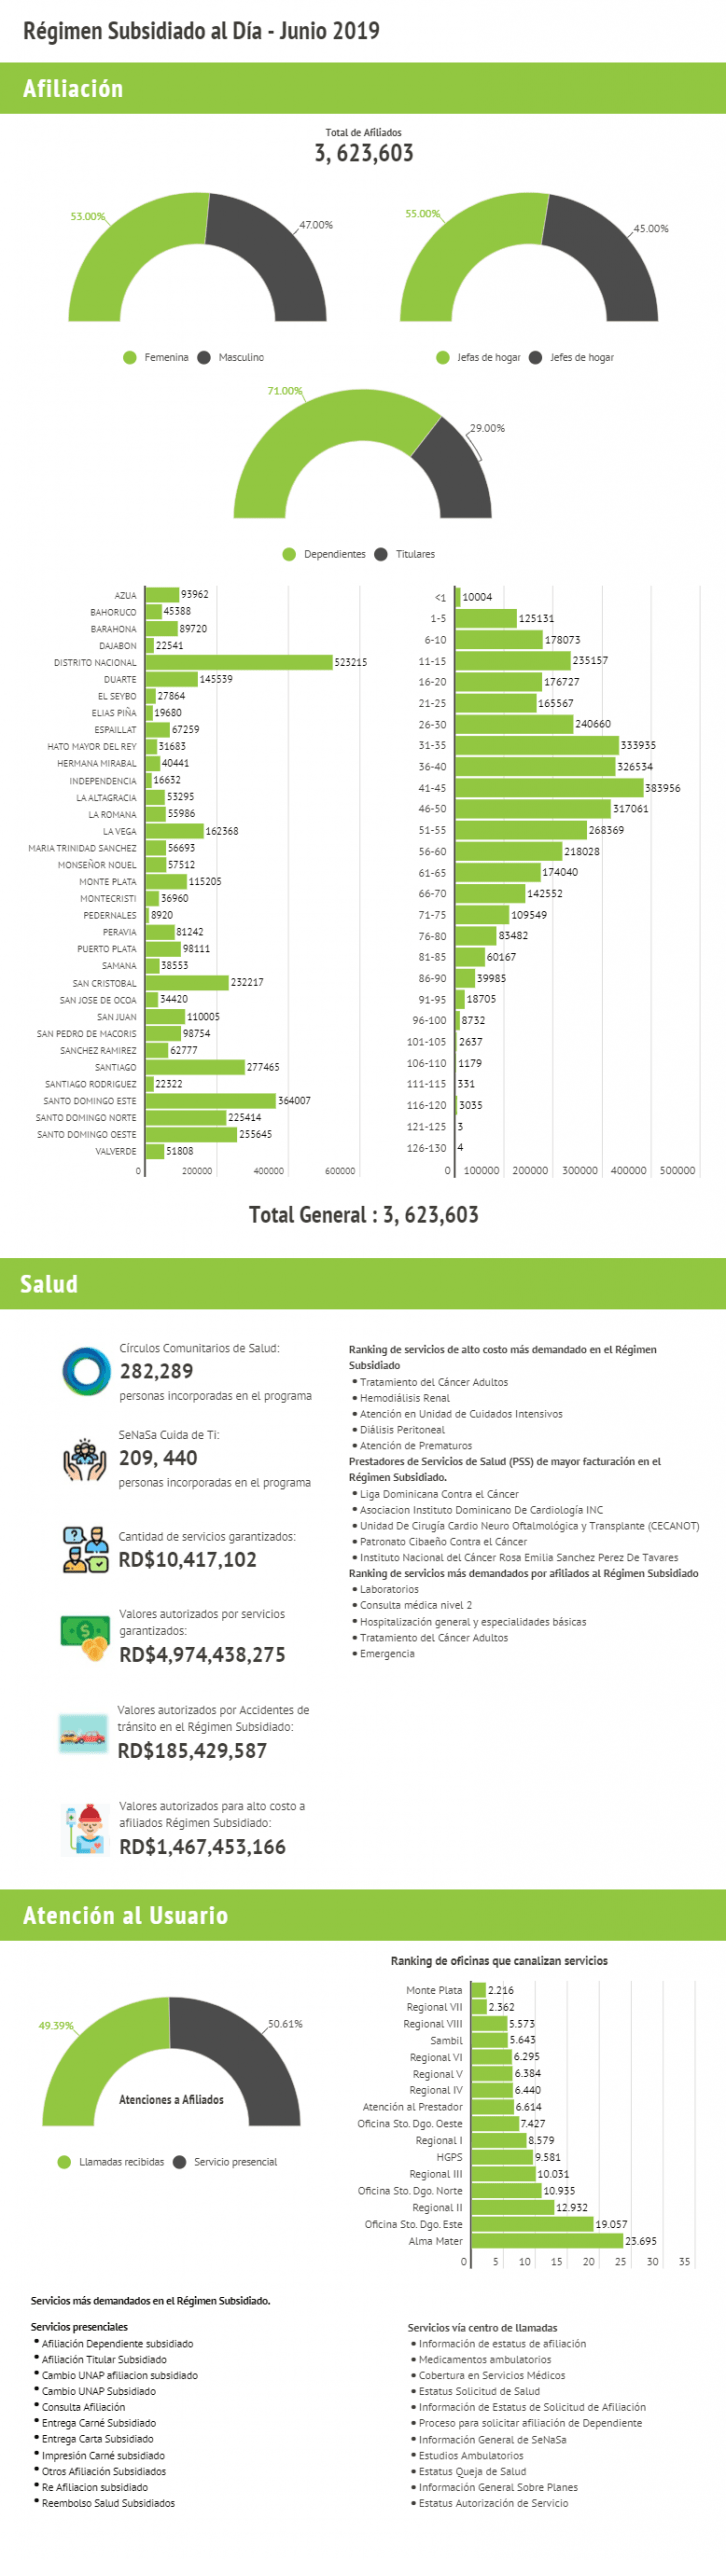 Régimen Subsidiado al Día - Junio 2019
Afiliación
Total de Afiliados
3, 623,603
53.00%
47.00%
Femenina
Masculino
55.00%
45.00%
Jefas de hogar
Jefes de hogar
71.00%
29.00%
Dependientes
Titulares
AZUA 93962
BAHORUCO 45388
BARAHONA 89720
DAJABON 22541
DISTRITO NACIONAL 523215
DUARTE 145539
EL SEYBO 27864
ELIAS PIÑA 19680
ESPAILLAT 67259
HATO MAYOR DEL REY 31683
HERMANA MIRABAL 40441
INDEPENDENCIA 16632
LA ALTAGRACIA 53295
LA ROMANA 55986
LA VEGA 162368
MARIA TRINIDAD SANCHEZ 56693
MONSEÑOR NOUEL 57512
MONTE PLATA 115205
MONTECRISTI 36960
PEDERNALES 8920
PERAVIA 81242
PUERTO PLATA 98111
SAMANA 38553
SAN CRISTOBAL 232217
SAN JOSE DE OCOA 34420
SAN JUAN 110005
SAN PEDRO DE MACORIS 98754
SANCHEZ RAMIREZ 62777
SANTIAGO 277465
SANTIAGO RODRIGUEZ 22322
SANTO DOMINGO ESTE 364007
SANTO DOMINGO NORTE 225414
SANTO DOMINGO OESTE 255645
VALVERDE 51808
0 200000 400000 600000
<1 10004
1-5 125131
6-10 178073
11-15 235157
16-20 176727
21-25 165567
26-30 240660
31-35 333935
36-40 326534
41-45 383956
46-50 317061
51-55 268369
56-60 218028
61-65 174040
66-70 142552
71-75 109549
76-80 83482
81-85 60167
86-90 39985
91-95 18705
96-100 8732
101-105 2637
106-110 1179
111-115 331
116-120 3035
121-125 3
126-130 4
0 100000 200000 300000 400000 500000
Total General : 3, 623,603
Salud
Círculos Comunitarios de Salud:
282,289
personas incorporadas en el programa
SeNaSa Cuida de Ti:
209, 440
personas incorporadas en el programa
Cantidad de servicios garantizados:
RD$10,417,102
Valores autorizados por servicios
garantizados:
RD$4,974,438,275
Valores autorizados por Accidentes de
tránsito en el Régimen Subsidiado:
RD$185,429,587
Valores autorizados para alto costo a
afiliados Régimen Subsidiado:
RD$1,467,453,166
Ranking de servicios de alto costo más demandado en el Régimen
Subsidiado
• Tratamiento del Cáncer Adultos
• Hemodiálisis Renal
• Atención en Unidad de Cuidados Intensivos
• Diálisis Peritoneal
• Atención de Prematuros
Prestadores de Servicios de Salud (PSS) de mayor facturación en el
Régimen Subsidiado.
• Liga Dominicana Contra el Cáncer
• Asociacion Instituto Dominicano De Cardiología INC
• Unidad De Cirugía Cardio Neuro Oftalmológica y Transplante (CECANOT)
• Patronato Cibaeño Contra el Cáncer
• Instituto Nacional del Cáncer Rosa Emilia Sanchez Perez De Tavares
Ranking de servicios más demandados por afiliados al Régimen Subsidiado
• Laboratorios
• Consulta médica nivel 2
• Hospitalización general y especialidades básicas
• Tratamiento del Cáncer Adultos
• Emergencia
Atención al Usuario
49.39%
50.61%
Atenciones a Afiliados
Llamadas recibidas
Servicio presencial
Ranking de oficinas que canalizan servicios
Monte Plata 2.216
Regional VII 2.362
Regional VIII 5.573
Sambil 5.643
Regional VI 6.295
Regional V 6.384
Regional IV 6.440
Atención al Prestador 6.614
Oficina Sto. Dgo. Oeste 7.427
Regional I 8.579
HGPS 9.581
Regional III 10.031
Oficina Sto. Dgo. Norte 10.935
Regional II 12.932
Oficina Sto. Dgo. Este 19.057
Alma Mater 23.695
0 5 10 15 20 25 30 35
Servicios más demandados en el Régimen Subsidiado.
Servicios presenciales
• Afiliación Dependiente subsidiado
• Afiliación Titular Subsidiado
• Cambio UNAP afiliacion subsidiado
• Cambio UNAP Subsidiado
• Consulta Afiliación
• Entrega Carné Subsidiado
• Entrega Carta Subsidiado
• Impresión Carné subsidiado
• Otros Afiliación Subsidiados
• Re Afiliacion subsidiado
• Reembolso Salud Subsidiados
Servicios vía centro de llamadas
• Información de estatus de afiliación
• Medicamentos ambulatorios
• Cobertura en Servicios Médicos
• Estatus Solicitud de Salud
• Información de Estatus de Solicitud de Afiliación
• Proceso para solicitar afiliación de Dependiente
• Información General de SeNaSa
• Estudios Ambulatorios
• Estatus Queja de Salud
• Información General Sobre Planes
• Estatus Autorización de Servicio